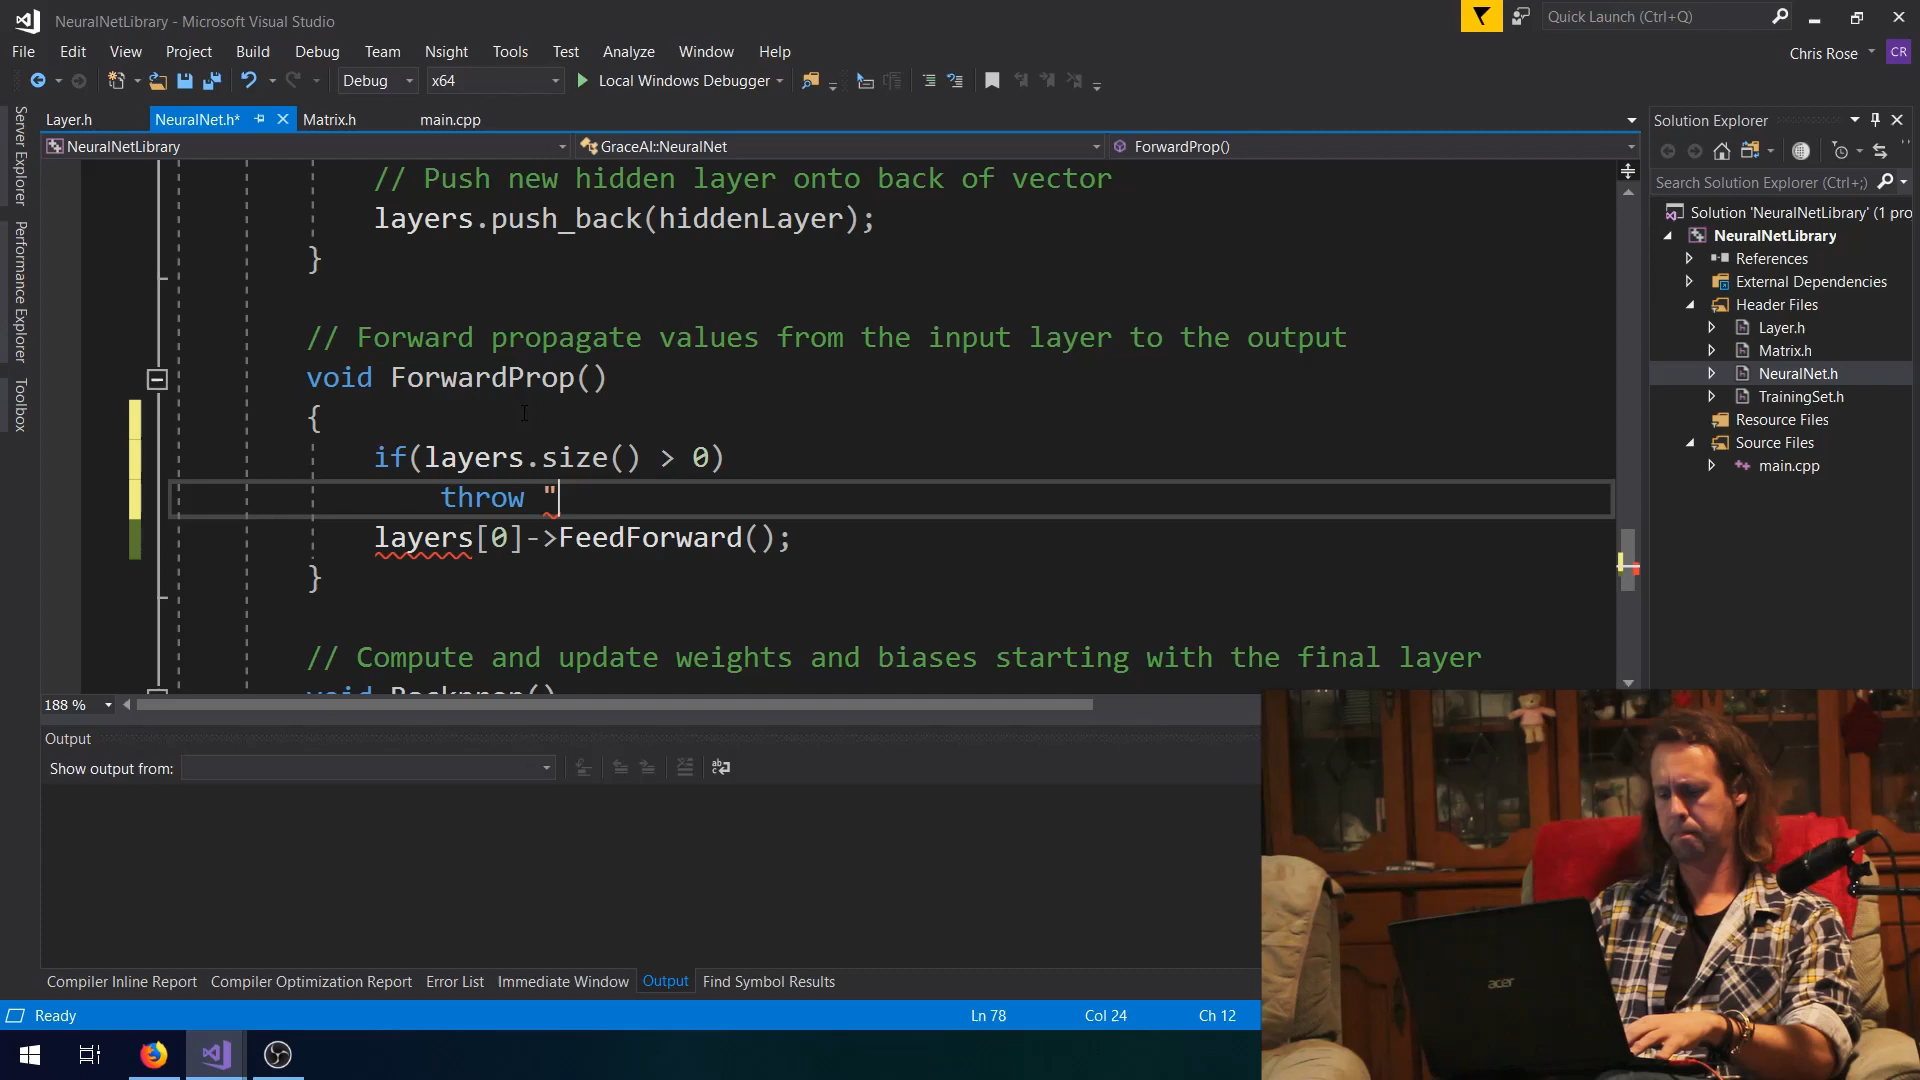 NeuralNetLibrary - Microsoft Visual Studio
Quick Launch (Ctrl+Q)
File Edit View Project Build Debug Team Nsight Tools Test Analyze Window Help
Chris Rose CR
Debug x64 Local Windows Debugger
Server Explorer
Performance Explorer
Toolbox
Layer.h NeuralNet.h* Matrix.h main.cpp
NeuralNetLibrary GraceAI::NeuralNet ForwardProp()
// Push new hidden layer onto back of vector
layers.push_back(hiddenLayer);
}
// Forward propagate values from the input layer to the output
void ForwardProp()
{
if(layers.size() > 0)
throw "
layers[0]->FeedForward();
}
// Compute and update weights and biases starting with the final layer
void Backprop()
188 %
Solution Explorer
Search Solution Explorer (Ctrl+;)
Solution 'NeuralNetLibrary' (1 pro
NeuralNetLibrary
References
External Dependencies
Header Files
Layer.h
Matrix.h
NeuralNet.h
TrainingSet.h
Resource Files
Source Files
main.cpp
Output
Show output from:
Compiler Inline Report Compiler Optimization Report Error List Immediate Window Output Find Symbol Results
Ready Ln 78 Col 24 Ch 12
acer